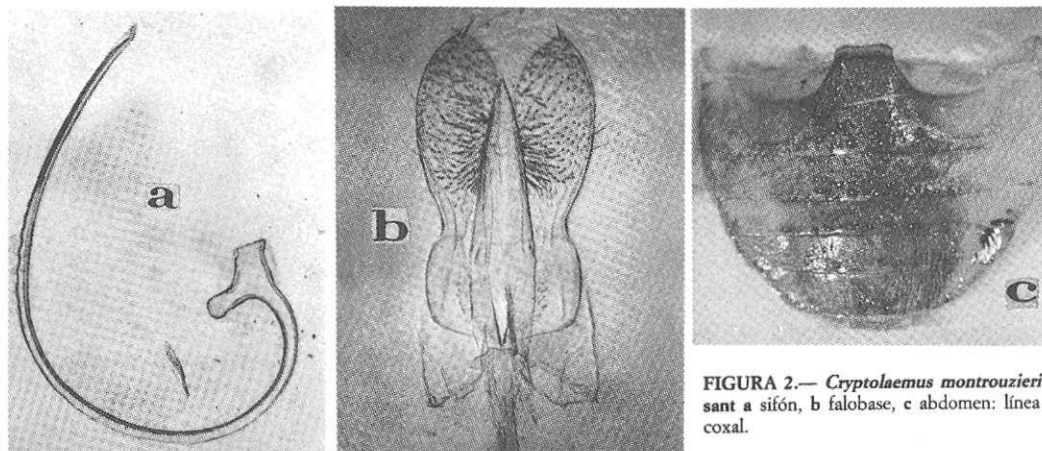 a
b
c
FIGURA 2.— Cryptolaemus montrouzieri
sant a sifón, b falobase, c abdomen: línea
coxal.